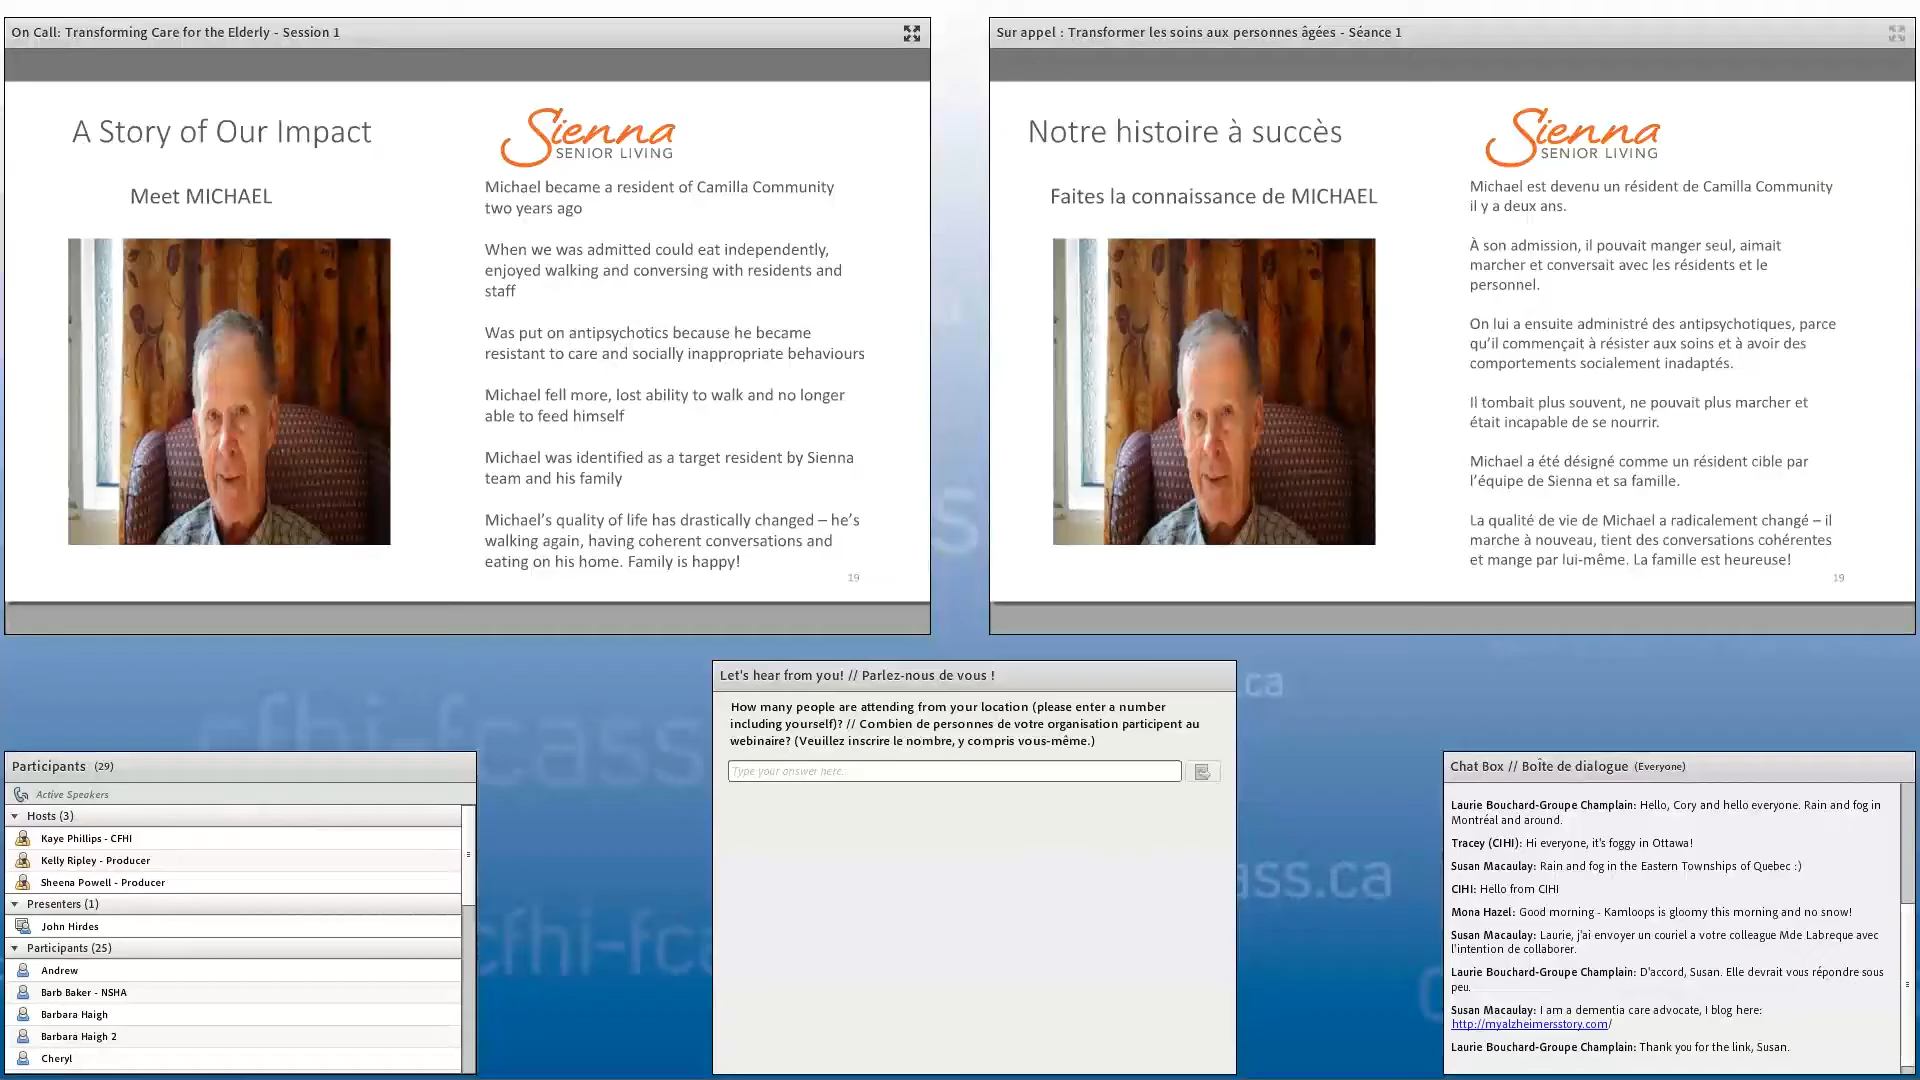 On Call: Transforming Care for the Elderly - Session 1
A Story of Our Impact
Sienna
SENIOR LIVING
Meet MICHAEL
Michael became a resident of Camilla Community
two years ago
When we was admitted could eat independently,
enjoyed walking and conversing with residents and
staff
Was put on antipsychotics because he became
resistant to care and socially inappropriate behaviours
Michael fell more, lost ability to walk and no longer
able to feed himself
Michael was identified as a target resident by Sienna
team and his family
Michael’s quality of life has drastically changed – he’s
walking again, having coherent conversations and
eating on his home. Family is happy!
19
Sur appel : Transformer les soins aux personnes âgées - Séance 1
Notre histoire à succès
Sienna
SENIOR LIVING
Faites la connaissance de MICHAEL
Michael est devenu un résident de Camilla Community
il y a deux ans.
À son admission, il pouvait manger seul, aimait
marcher et conversait avec les résidents et le
personnel.
On lui a ensuite administré des antipsychotiques, parce
qu’il commençait à résister aux soins et à avoir des
comportements socialement inadaptés.
Il tombait plus souvent, ne pouvait plus marcher et
était incapable de se nourrir.
Michael a été désigné comme un résident cible par
l’équipe de Sienna et sa famille.
La qualité de vie de Michael a radicalement changé – il
marche à nouveau, tient des conversations cohérentes
et mange par lui-même. La famille est heureuse!
19
cfhi-fcass
.ca
ass.ca
cfhi-fca
Participants (29)
Active Speakers
Hosts (3)
Kaye Phillips - CFHI
Kelly Ripley - Producer
Sheena Powell - Producer
Presenters (1)
John Hirdes
Participants (25)
Andrew
Barb Baker - NSHA
Barbara Haigh
Barbara Haigh 2
Cheryl
Let's hear from you! // Parlez-nous de vous !
How many people are attending from your location (please enter a number
including yourself)? // Combien de personnes de votre organisation participent au
webinaire? (Veuillez inscrire le nombre, y compris vous-même.)
Type your answer here...
Chat Box // Boîte de dialogue (Everyone)
Laurie Bouchard-Groupe Champlain: Hello, Cory and hello everyone. Rain and fog in
Montréal and around.
Tracey (CIHI): Hi everyone, it's foggy in Ottawa!
Susan Macaulay: Rain and fog in the Eastern Townships of Quebec :)
CIHI: Hello from CIHI
Mona Hazel: Good morning - Kamloops is gloomy this morning and no snow!
Susan Macaulay: Laurie, j'ai envoyer un couriel a votre colleague Mde Labreque avec
l'intention de collaborer.
Laurie Bouchard-Groupe Champlain: D'accord, Susan. Elle devrait vous répondre sous
peu.
Susan Macaulay: I am a dementia care advocate, I blog here:
http://myalzheimersstory.com/
Laurie Bouchard-Groupe Champlain: Thank you for the link, Susan.